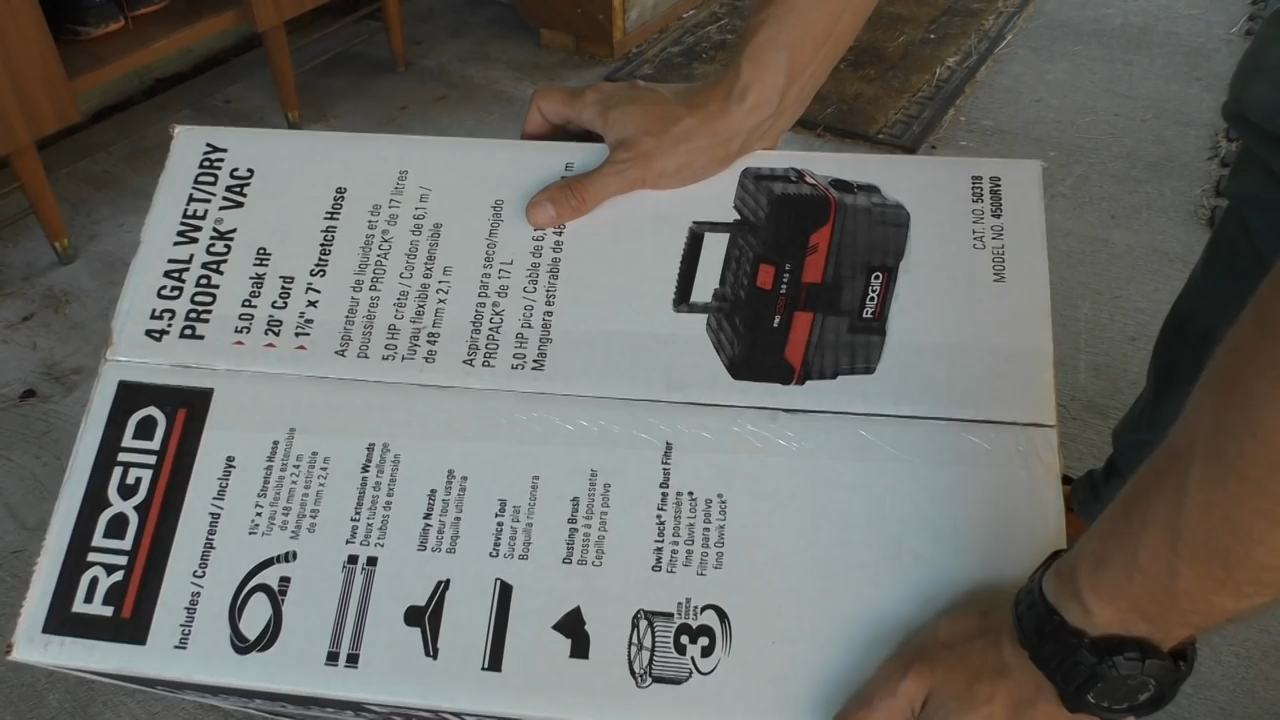 4.5 GAL WET/DRY
PROPACK® VAC
5.0 Peak HP
20' Cord
1⅞" x 7' Stretch Hose
Aspirateur de liquides et de
poussières PROPACK® de 17 litres
5,0 HP crête / Cordon de 6,1 m /
Tuyau flexible extensible
de 48 mm x 2,1 m
Aspiradora para seco/mojado
PROPACK® de 17 L
5,0 HP pico / Cable de 6,1
Manguera estirable de 48 m
RIDGID
CAT. NO. 50318
MODEL NO. 4500RV0
RIDGID
Includes / Comprend / Incluye
1⅞" x 7' Stretch Hose
Tuyau flexible extensible
de 48 mm x 2,4 m
Manguera estirable
de 48 mm x 2,4 m
Two Extension Wands
Deux tubes de rallonge
2 tubos de extensión
Utility Nozzle
Suceur tout usage
Boquilla utilitaria
Crevice Tool
Suceur plat
Boquilla rinconera
Dusting Brush
Brosse à épousseter
Cepillo para polvo
Qwik Lock® Fine Dust Filter
Filtre à poussière
fine Qwik Lock®
Filtro para polvo
fino Qwik Lock®
3
LAYER
COUCHE
CAPA